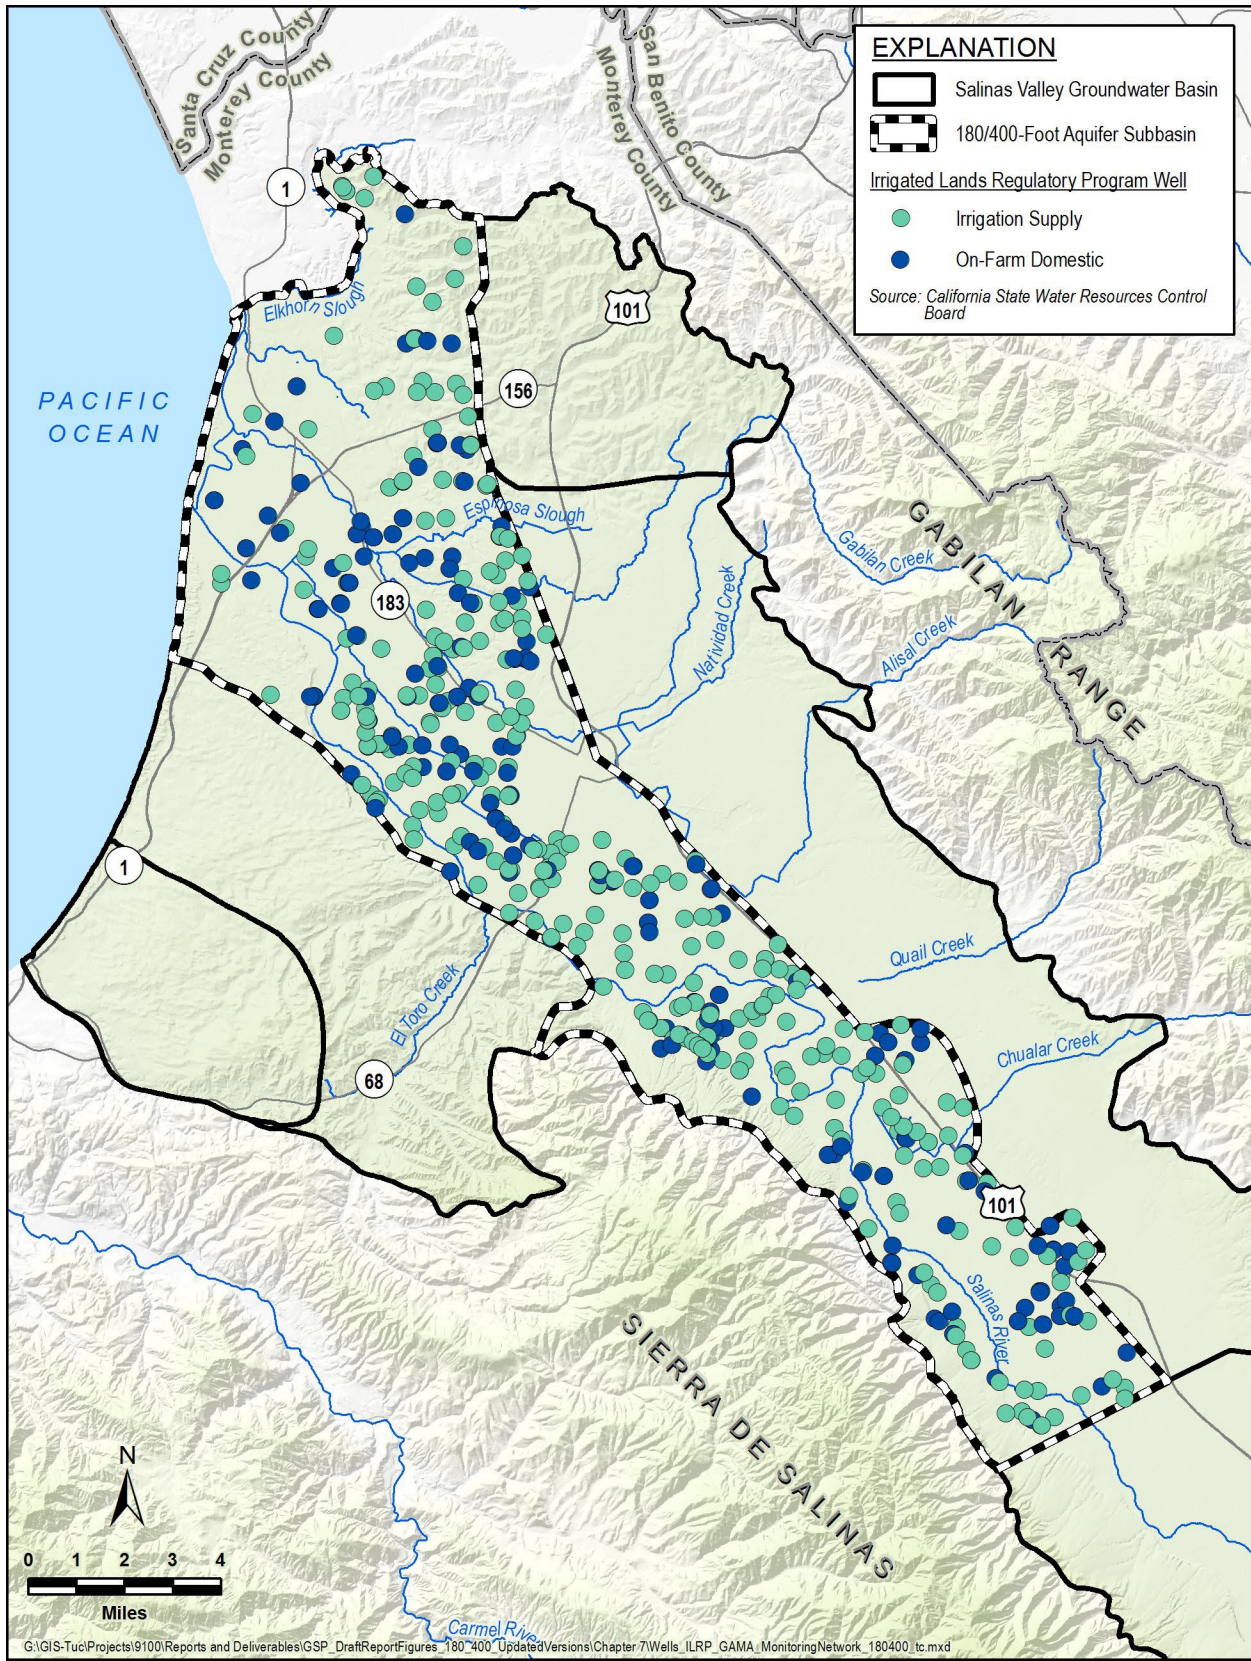 Santa Cruz County
Monterey County
San Benito County
Monterey County
EXPLANATION
Salinas Valley Groundwater Basin
180/400-Foot Aquifer Subbasin
Irrigated Lands Regulatory Program Well
Irrigation Supply
On-Farm Domestic
Source: California State Water Resources Control
Board
1
101
Elkhorn Slough
156
PACIFIC
OCEAN
Espinosa Slough
GABILAN
RANGE
Gabilan Creek
183
Natividad Creek
Alisal Creek
1
Quail Creek
El Toro Creek
Chualar Creek
68
101
Salinas River
SIERRA DE SALINAS
N
0 1 2 3 4
Miles
Carmel River
G:\GIS-Tuc\Projects\9100\Reports and Deliverables\GSP_DraftReportFigures_180_400_UpdatedVersions\Chapter 7\Wells_ILRP_GAMA_MonitoringNetwork_180400_tc.mxd